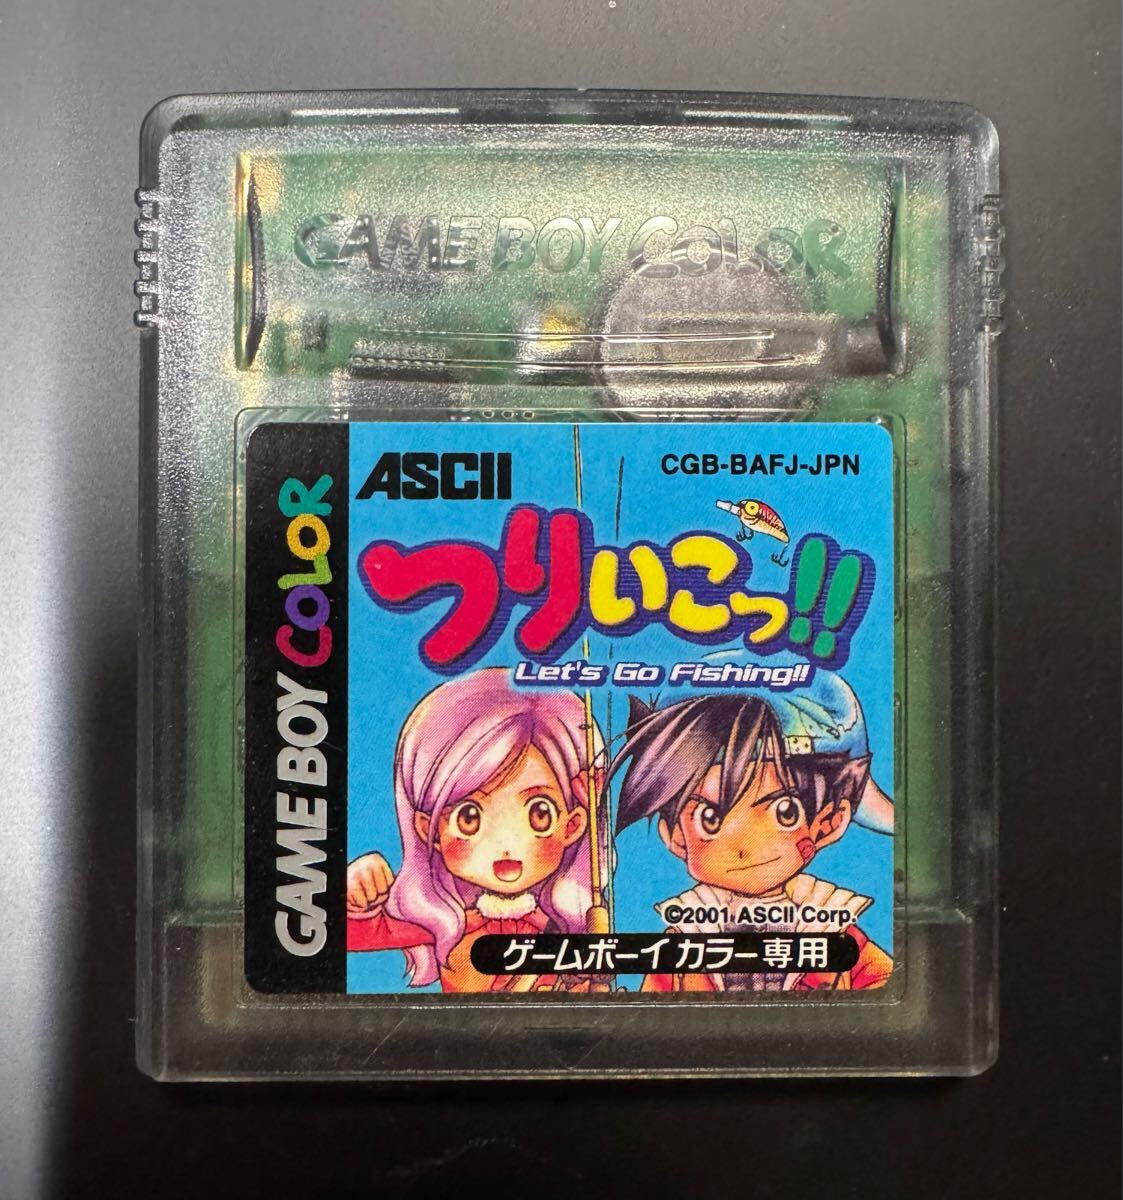 GAME BOY COLOR
GAME BOY COLOR
ASCII
CGB-BAFJ-JPN
つりいこっ!!
Let's Go Fishing!!
©2001 ASCII Corp.
ゲームボーイカラー専用